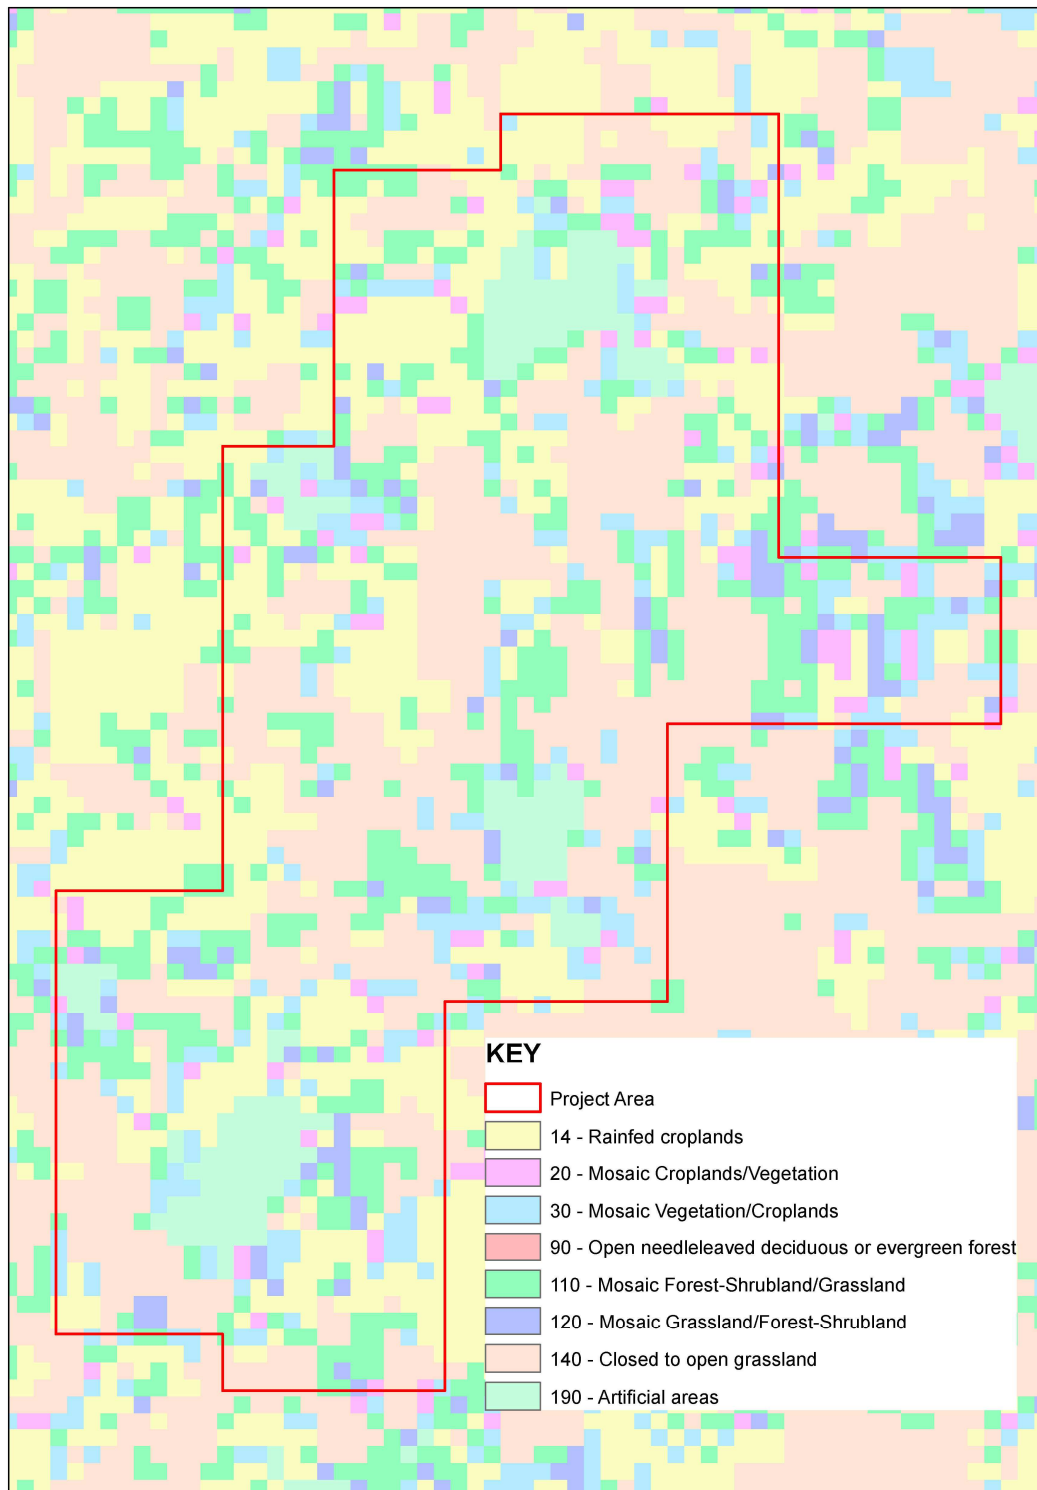 KEY
Project Area
14 - Rainfed croplands
20 - Mosaic Croplands/Vegetation
30 - Mosaic Vegetation/Croplands
90 - Open needleleaved deciduous or evergreen forest
110 - Mosaic Forest-Shrubland/Grassland
120 - Mosaic Grassland/Forest-Shrubland
140 - Closed to open grassland
190 - Artificial areas